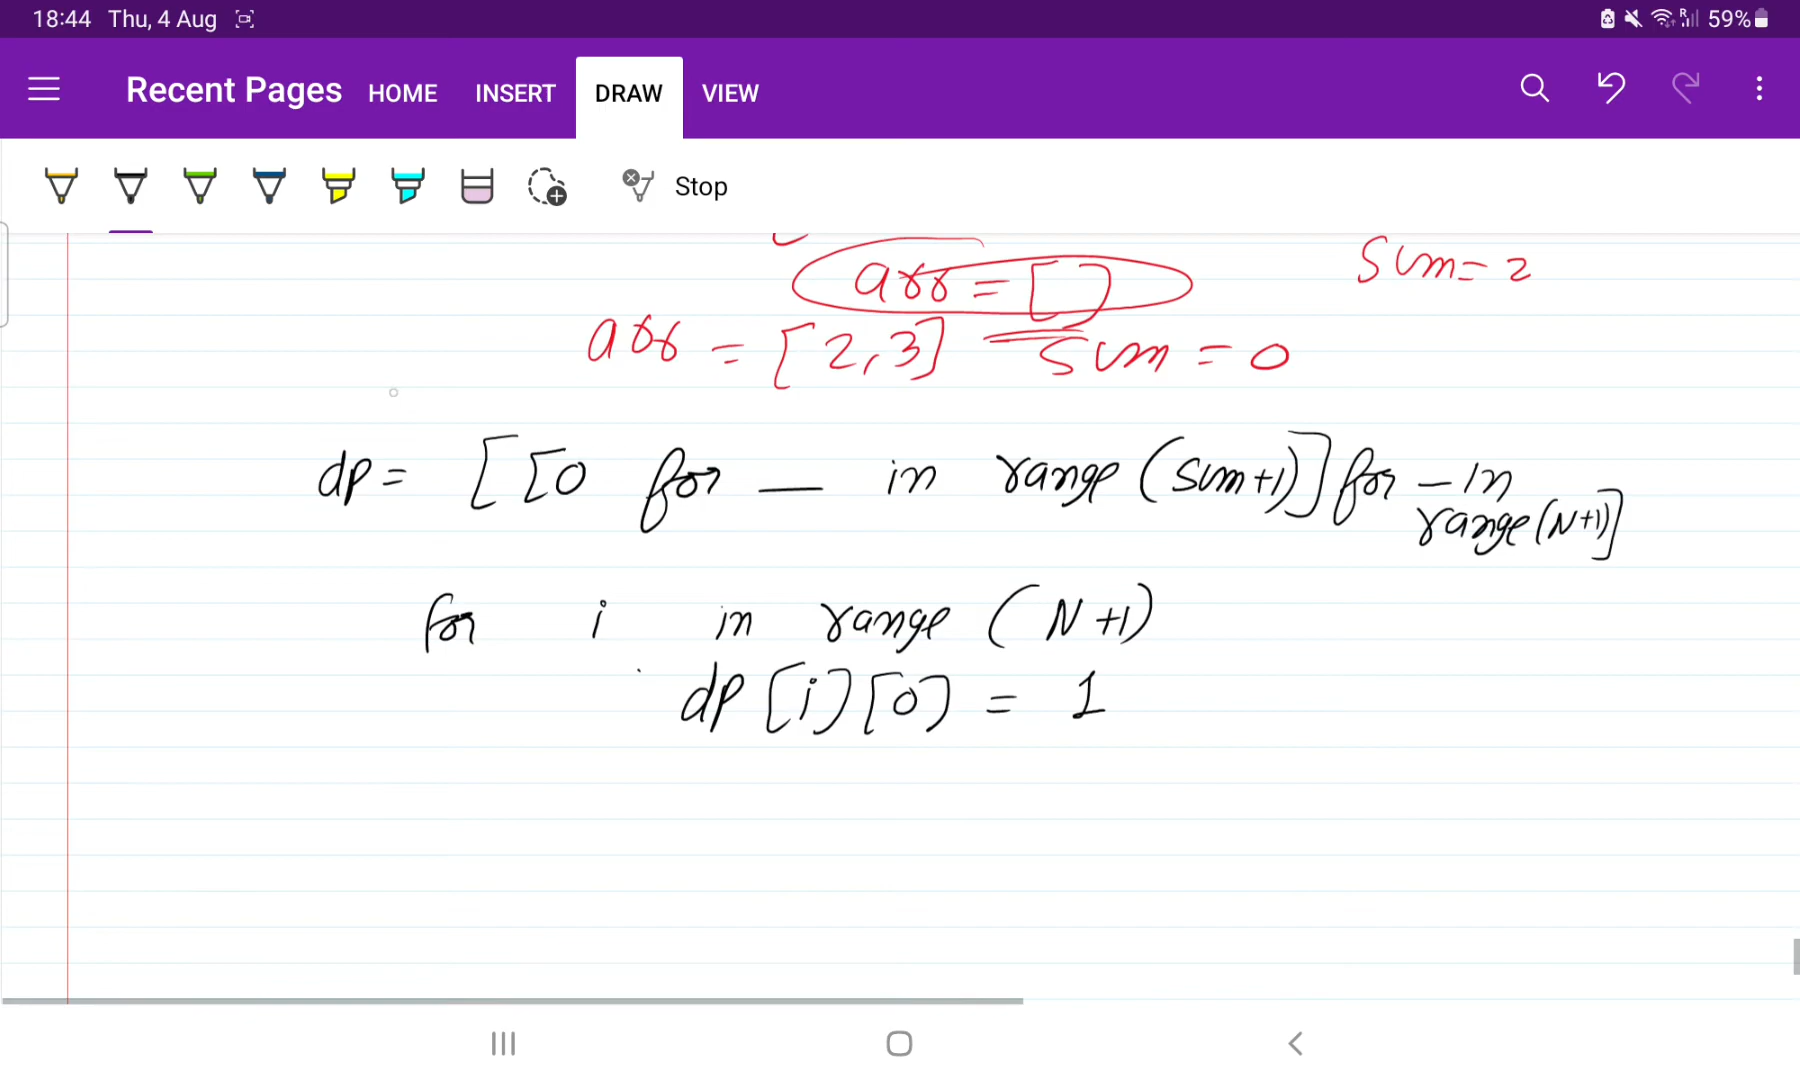 18:44 Thu, 4 Aug 59%
Recent Pages HOME INSERT DRAW VIEW
Stop
arr = [] sum = 2
arr = [2,3] sum = 0
dp = [[0 for _ in range(sum+1)] for _ in
range(N+1)]
for i in range (N+1)
dp[i][0] = 1